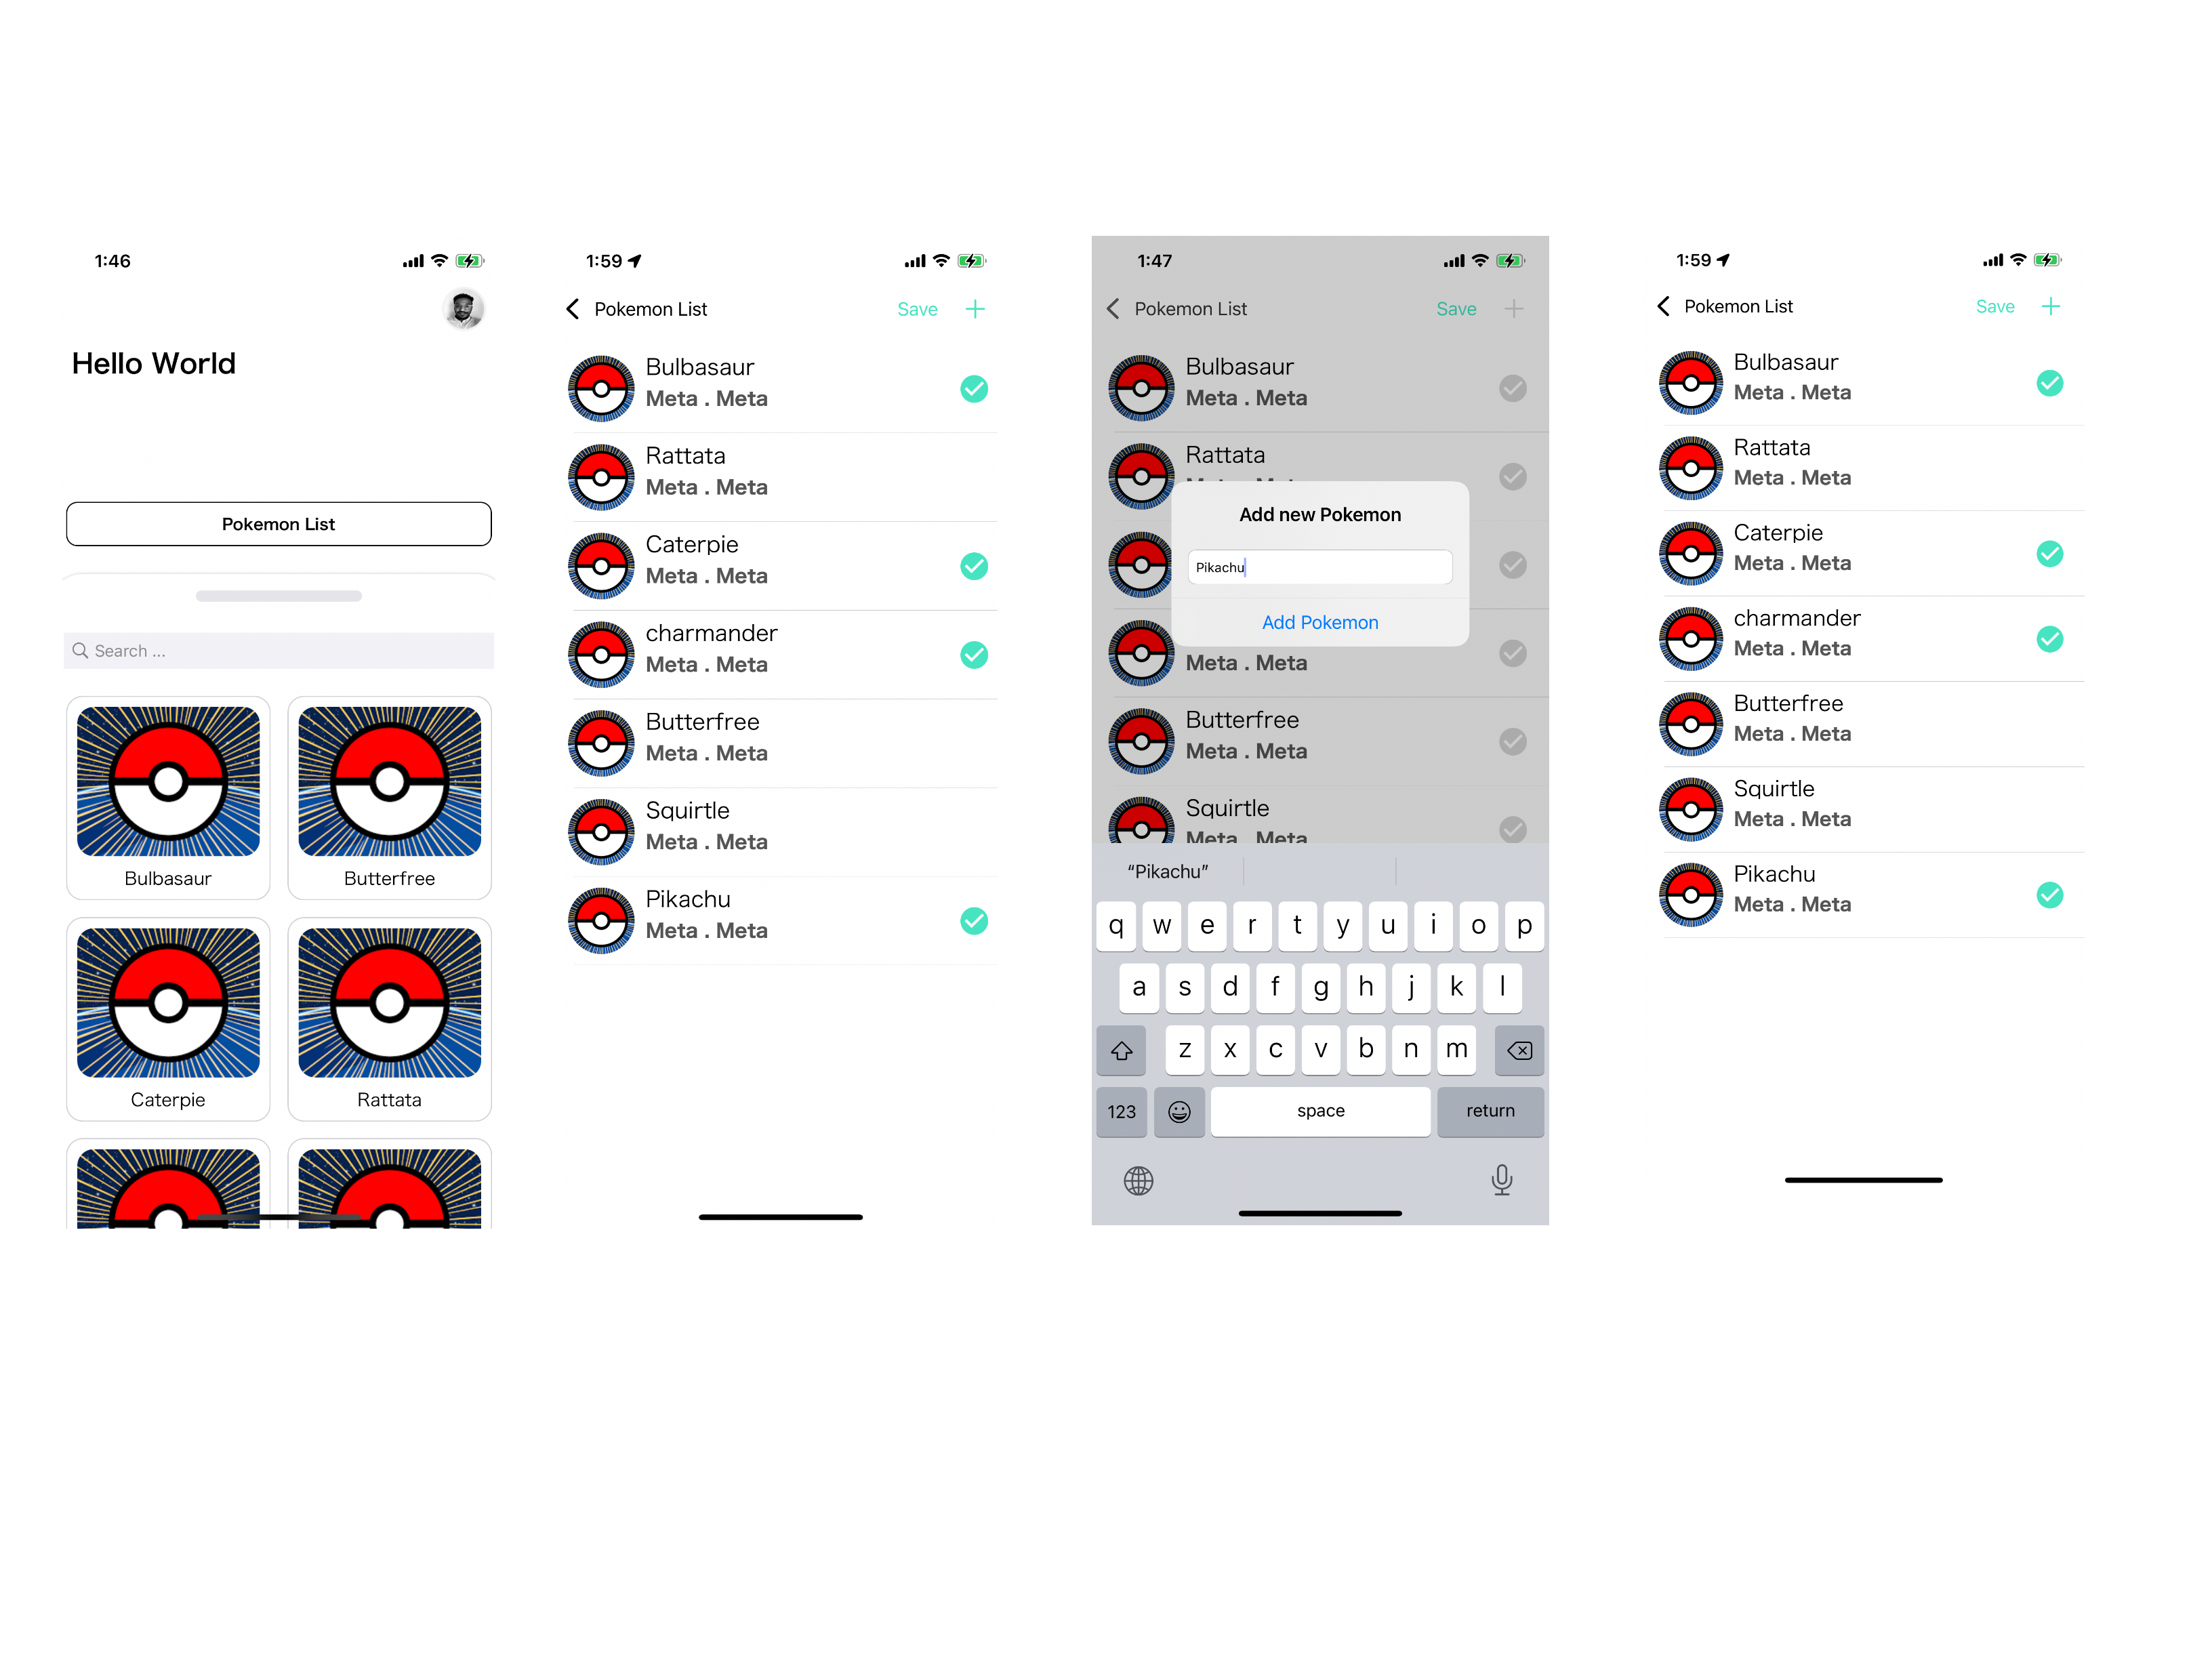 1:46
Hello World
Pokemon List
Search ...
Bulbasaur
Butterfree
Caterpie
Rattata
1:59
Pokemon List
Save
Bulbasaur
Meta . Meta
Rattata
Meta . Meta
Caterpie
Meta . Meta
charmander
Meta . Meta
Butterfree
Meta . Meta
Squirtle
Meta . Meta
Pikachu
Meta . Meta
1:47
Pokemon List
Save
Bulbasaur
Meta . Meta
Rattata
Add new Pokemon
Pikachu
Add Pokemon
Meta . Meta
Butterfree
Meta . Meta
Squirtle
Meta . Meta
“Pikachu”
q w e r t y u i o p
a s d f g h j k l
z x c v b n m
123 space return
1:59
Pokemon List
Save
Bulbasaur
Meta . Meta
Rattata
Meta . Meta
Caterpie
Meta . Meta
charmander
Meta . Meta
Butterfree
Meta . Meta
Squirtle
Meta . Meta
Pikachu
Meta . Meta